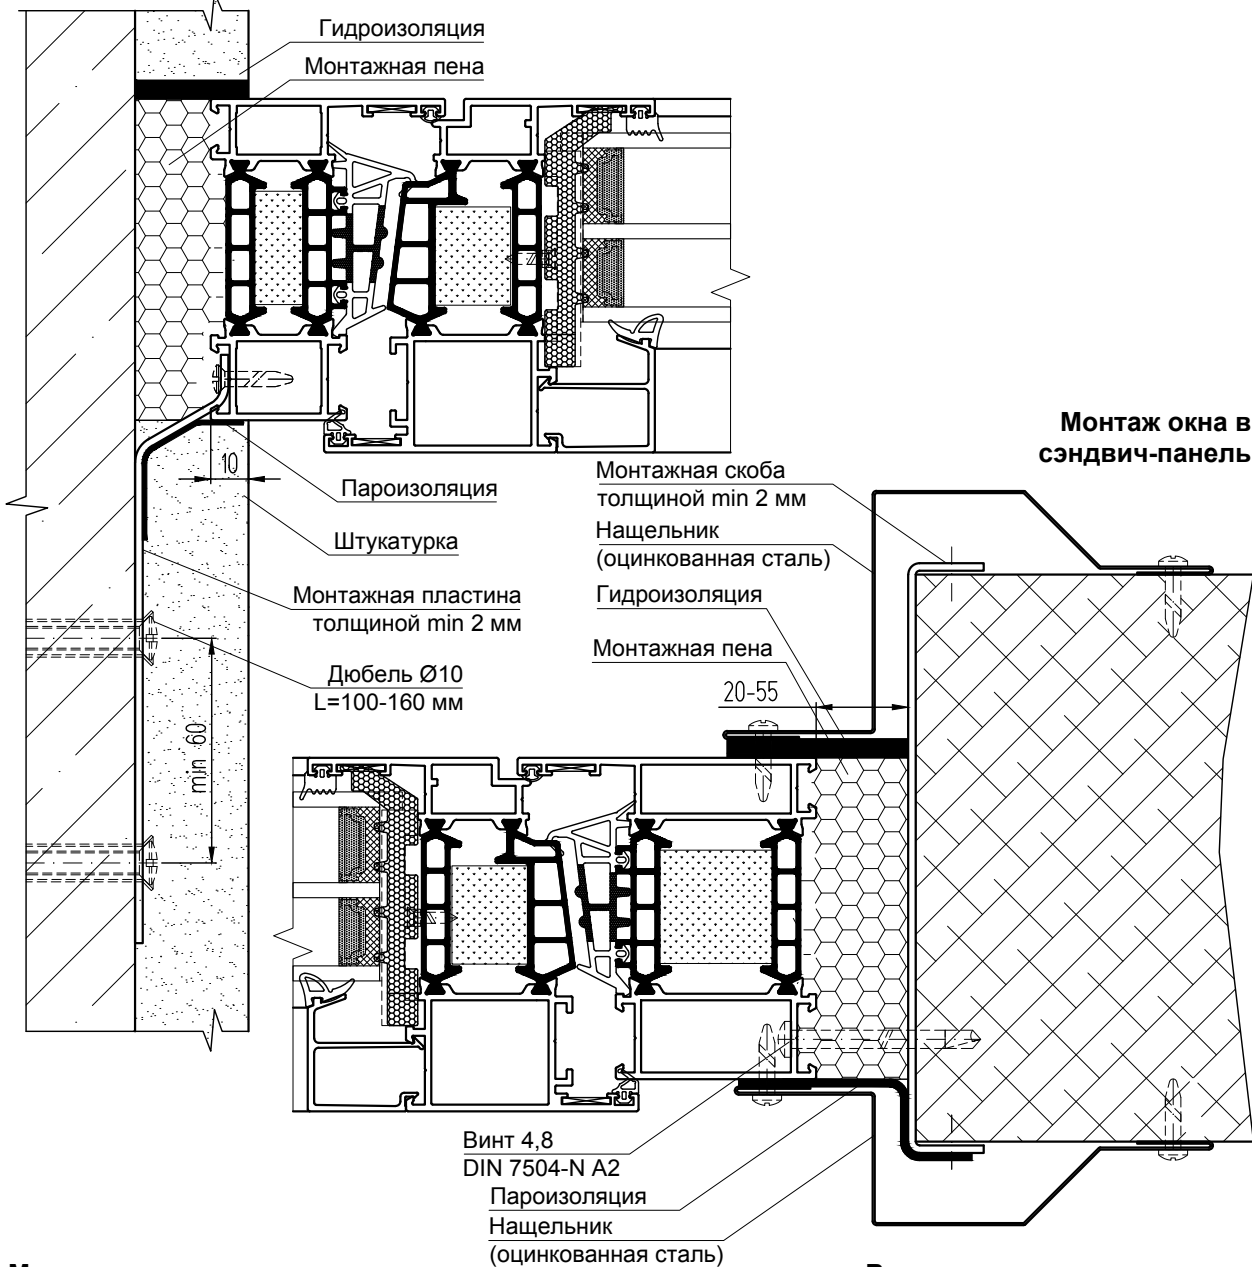 Гидроизоляция
Монтажная пена
10
Пароизоляция
Штукатурка
Монтажная пластина
толщиной min 2 мм
Дюбель Ø10
L=100-160 мм
min 60
Монтаж окна в
сэндвич-панель
Монтажная скоба
толщиной min 2 мм
Нащельник
(оцинкованная сталь)
Гидроизоляция
Монтажная пена
20-55
Винт 4,8
DIN 7504-N A2
Пароизоляция
Нащельник
(оцинкованная сталь)